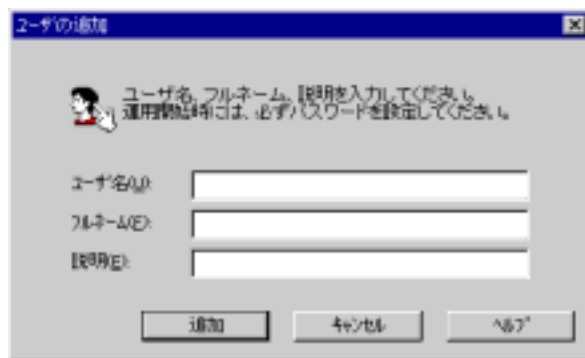 ユーザの追加
ユーザ名、フルネーム、説明を入力してください。
運用開始時には、必ずパスワードを設定してください。
ユーザ名(U):
フルネーム(F):
説明(E):
追加
キャンセル
ヘルプ